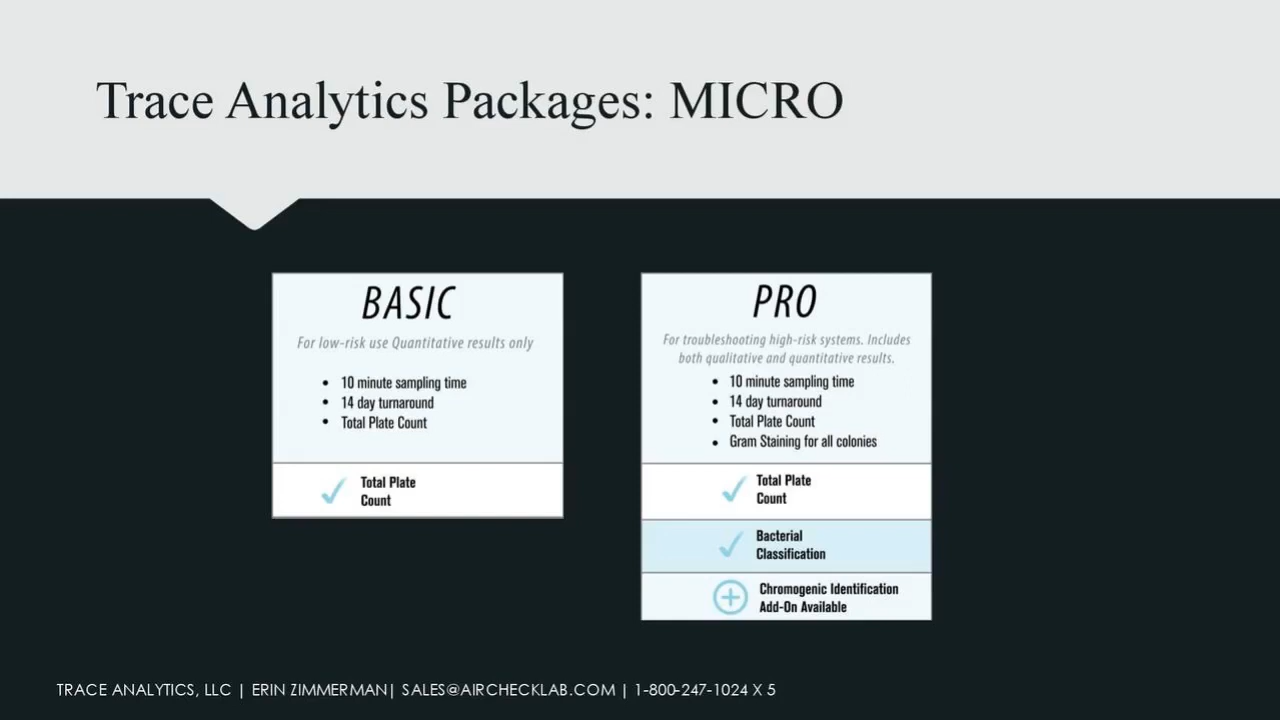 Trace Analytics Packages: MICRO
BASIC
For low-risk use Quantitative results only
• 10 minute sampling time
• 14 day turnaround
• Total Plate Count
Total Plate
Count
PRO
For troubleshooting high-risk systems. Includes
both qualitative and quantitative results.
• 10 minute sampling time
• 14 day turnaround
• Total Plate Count
• Gram Staining for all colonies
Total Plate
Count
Bacterial
Classification
Chromogenic Identification
Add-On Available
TRACE ANALYTICS, LLC | ERIN ZIMMERMAN| SALES@AIRCHECKLAB.COM | 1-800-247-1024 X 5